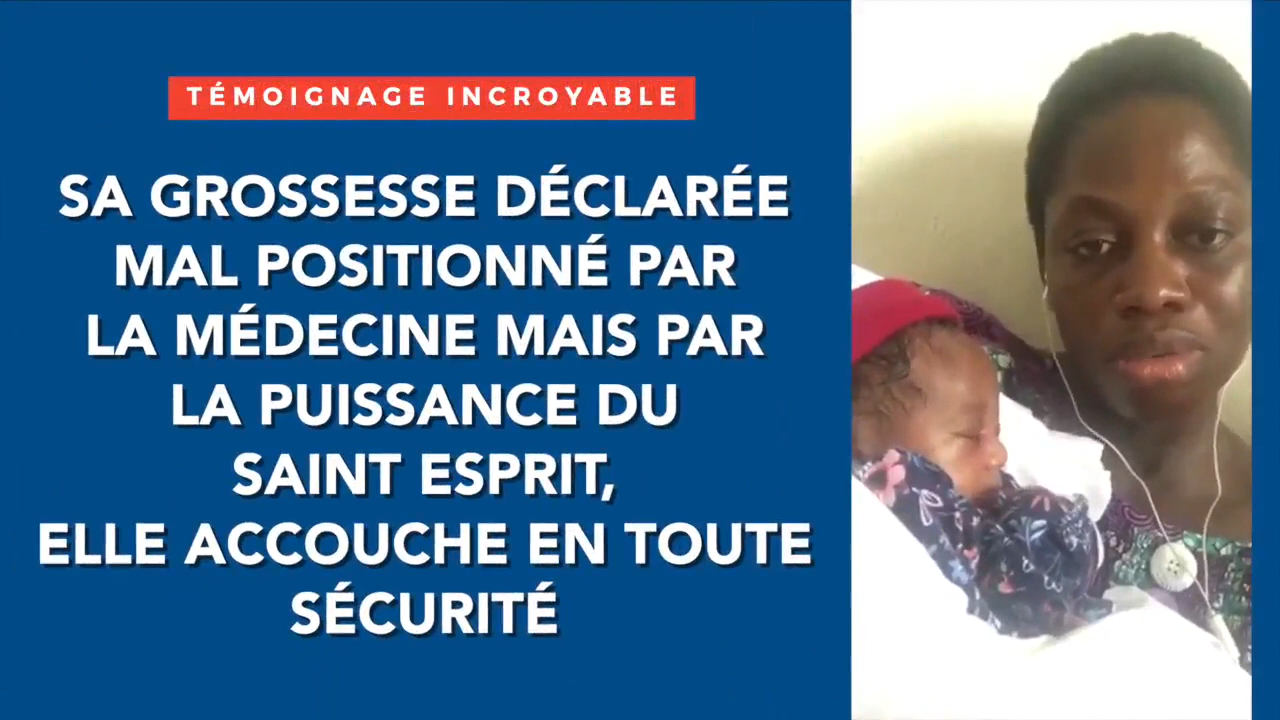 TÉMOIGNAGE INCROYABLE
SA GROSSESSE DÉCLARÉE
MAL POSITIONNÉ PAR
LA MÉDECINE MAIS PAR
LA PUISSANCE DU
SAINT ESPRIT,
ELLE ACCOUCHE EN TOUTE
SÉCURITÉ